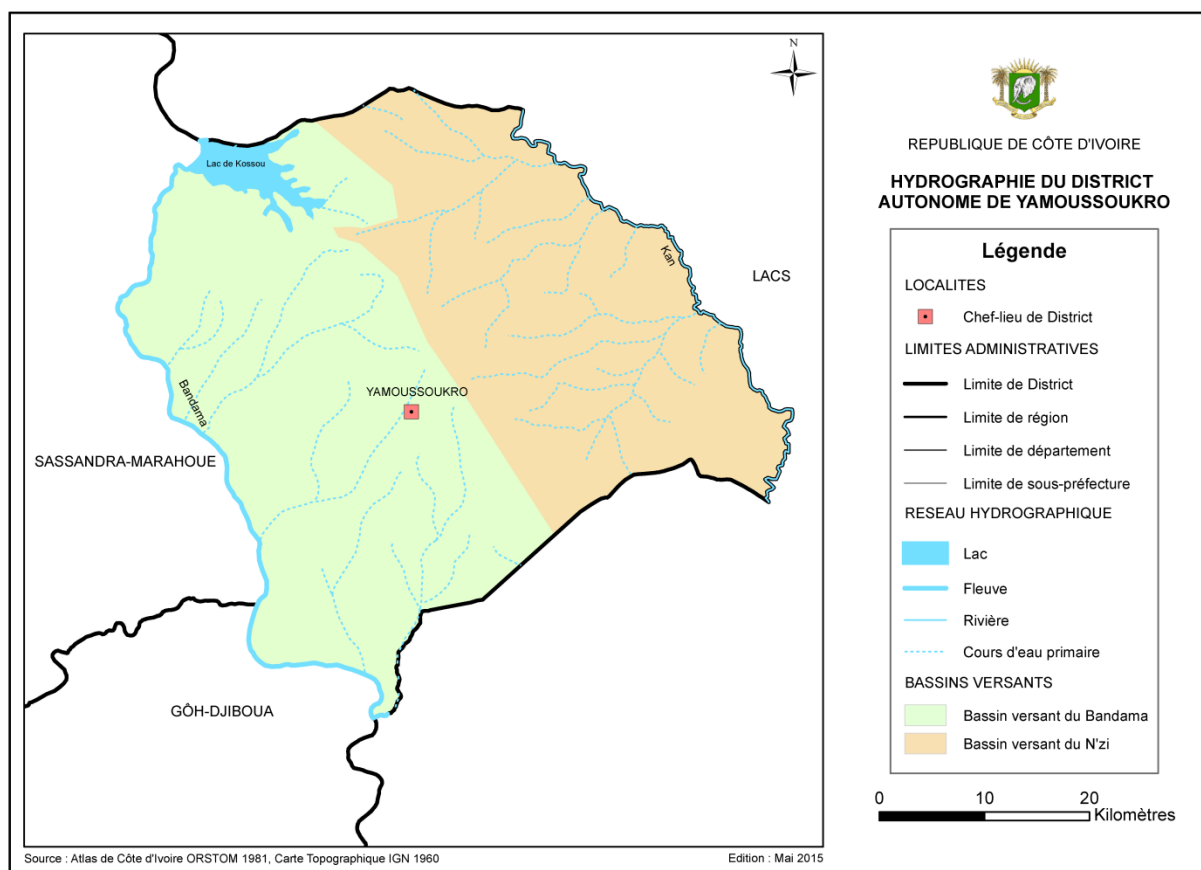 N
Lac de Kossou
Kan
LACS
Bandama
YAMOUSSOUKRO
SASSANDRA-MARAHOUE
GÔH-DJIBOUA
Source : Atlas de Côte d'Ivoire ORSTOM 1981, Carte Topographique IGN 1960
Edition : Mai 2015
REPUBLIQUE DE CÔTE D'IVOIRE
HYDROGRAPHIE DU DISTRICT
AUTONOME DE YAMOUSSOUKRO
Légende
LOCALITES
Chef-lieu de District
LIMITES ADMINISTRATIVES
Limite de District
Limite de région
Limite de département
Limite de sous-préfecture
RESEAU HYDROGRAPHIQUE
Lac
Fleuve
Rivière
Cours d'eau primaire
BASSINS VERSANTS
Bassin versant du Bandama
Bassin versant du N'zi
0 10 20
Kilomètres